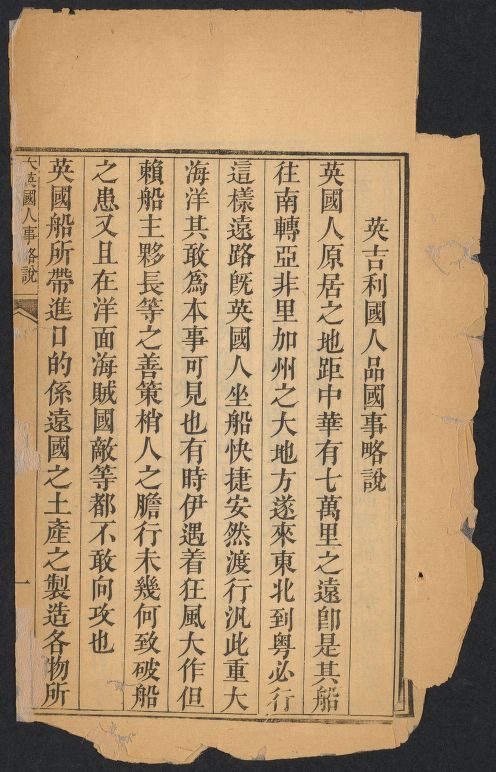 英吉利國人品國事略說
英國人原居之地距中華有七萬里之遠卽是其船
往南轉亞非里加州之大地方遂來東北到粵必行
這樣遠路旣英國人坐船快捷安然渡行汎此重大
海洋其敢爲本事可見也有時伊遇着狂風大作但
賴船主夥長等之善策梢人之膽行未幾何致破船
之患又且在洋面海賊國敵等都不敢向攻也
英國船所帶進口的係遠國之土產之製造各物所
大英國人事略說
一